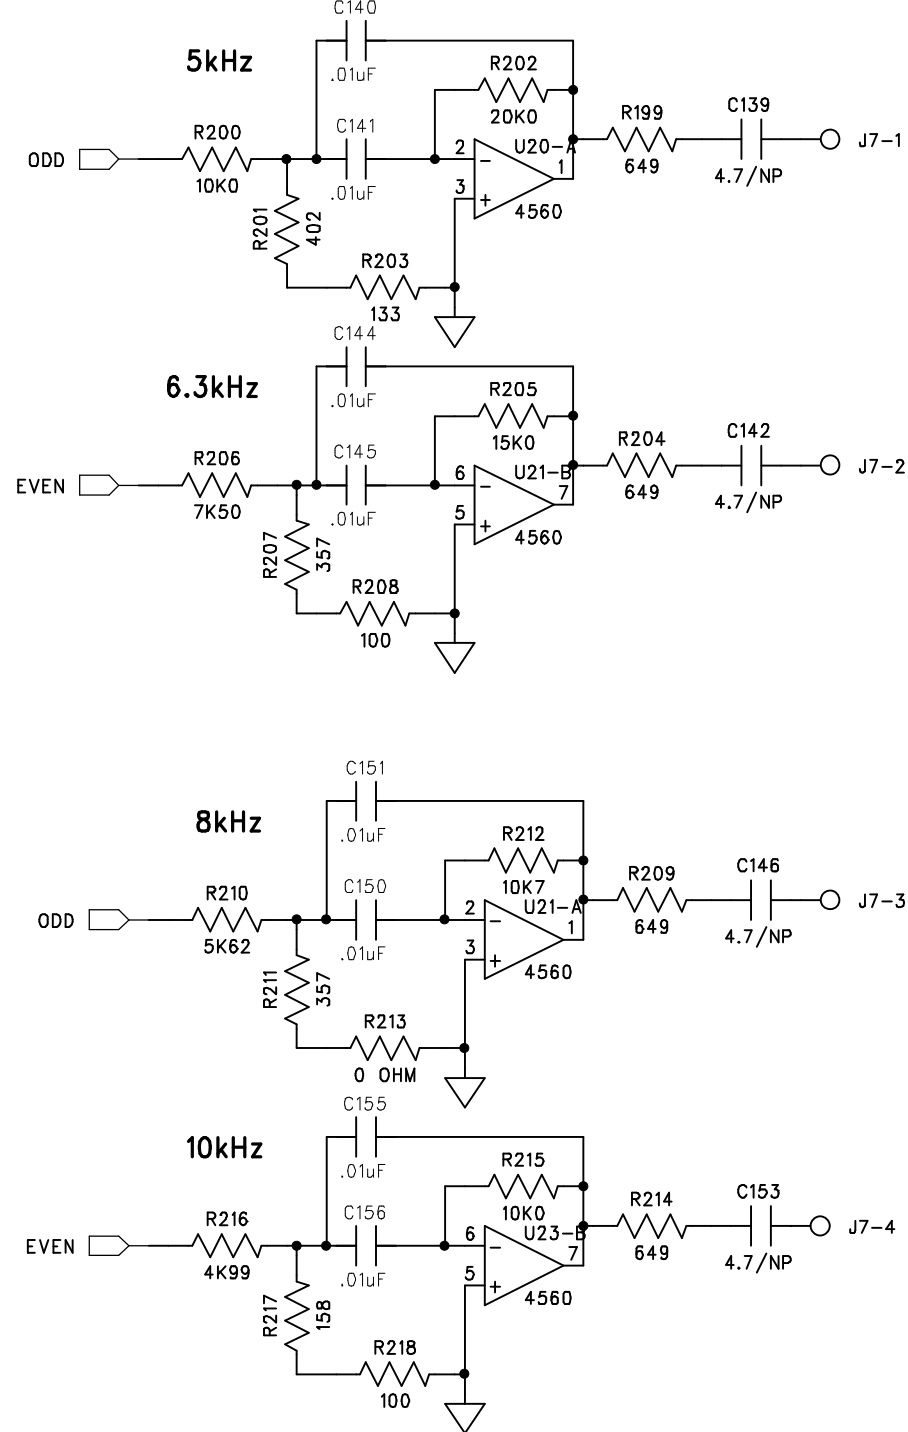 C140
5kHz
.01uF
R202
20K0
R200
10K0
ODD
C141
.01uF
2
-
3
+
U20-A
1
4560
R199
649
C139
4.7/NP
J7-1
R201
402
R203
133
C144
6.3kHz
.01uF
R205
15K0
R206
7K50
EVEN
C145
.01uF
6
-
5
+
U21-B
7
4560
R204
649
C142
4.7/NP
J7-2
R207
357
R208
100
C151
8kHz
.01uF
R212
10K7
R210
5K62
ODD
C150
.01uF
2
-
3
+
U21-A
1
4560
R209
649
C146
4.7/NP
J7-3
R211
357
R213
0 OHM
C155
10kHz
.01uF
R215
10K0
R216
4K99
EVEN
C156
.01uF
6
-
5
+
U23-B
7
4560
R214
649
C153
4.7/NP
J7-4
R217
158
R218
100